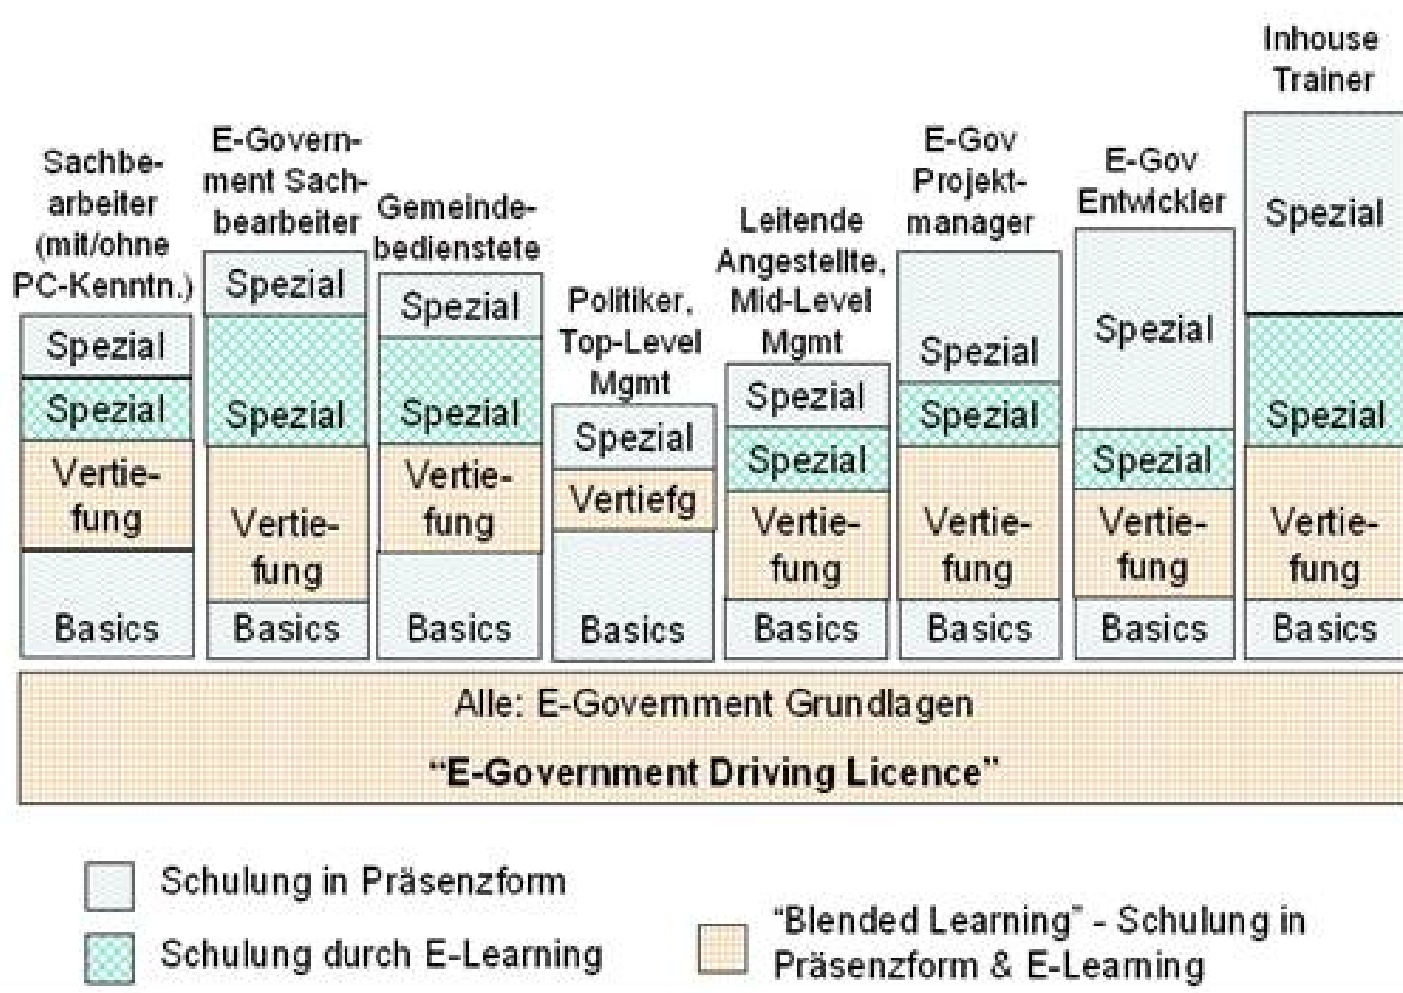 Sachbe-
arbeiter
(mit/ohne
PC-Kenntn.)
Spezial
Spezial
Vertie-
fung
Basics
E-Govern-
ment Sach-
bearbeiter
Spezial
Spezial
Vertie-
fung
Basics
Gemeinde-
bedienstete
Spezial
Spezial
Vertie-
fung
Basics
Politiker,
Top-Level
Mgmt
Spezial
Vertiefg
Basics
Leitende
Angestellte,
Mid-Level
Mgmt
Spezial
Spezial
Vertie-
fung
Basics
E-Gov
Projekt-
manager
Spezial
Spezial
Vertie-
fung
Basics
E-Gov
Entwickler
Spezial
Spezial
Vertie-
fung
Basics
Inhouse
Trainer
Spezial
Spezial
Vertie-
fung
Basics
Alle: E-Government Grundlagen
“E-Government Driving Licence”
Schulung in Präsenzform
Schulung durch E-Learning
“Blended Learning” - Schulung in
Präsenzform & E-Learning